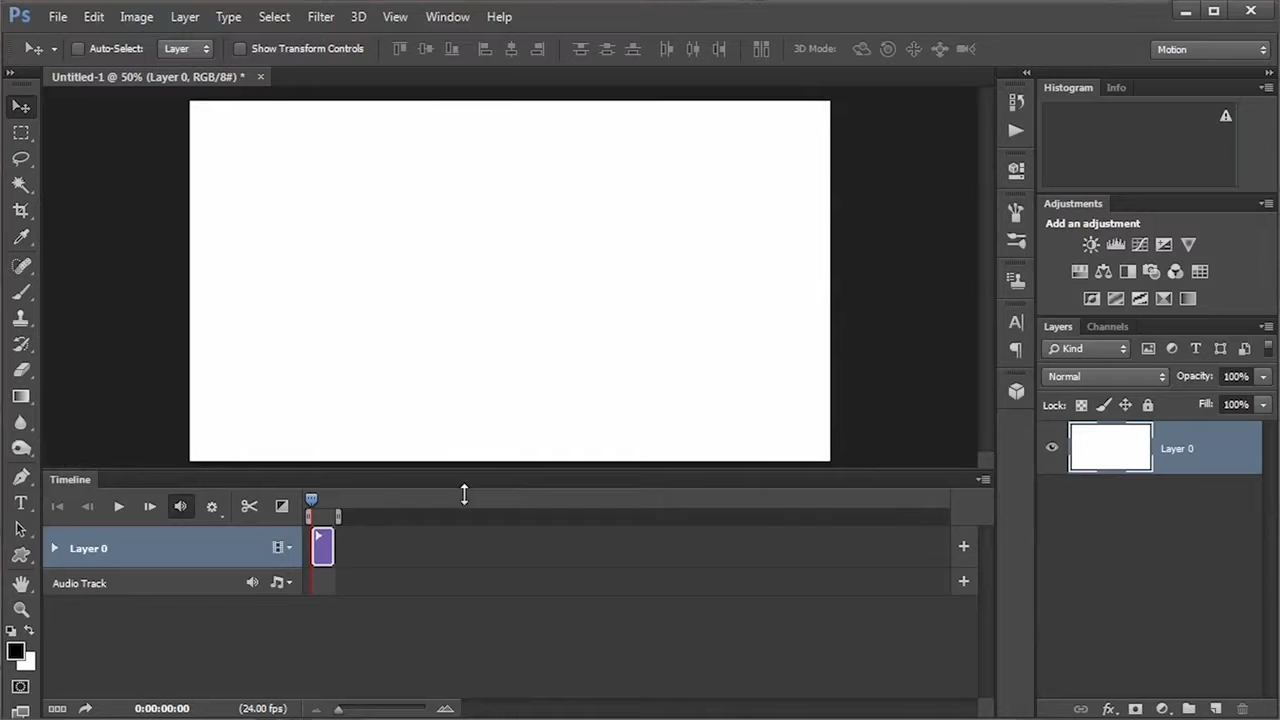 Ps File Edit Image Layer Type Select Filter 3D View Window Help
Auto-Select: Layer Show Transform Controls 3D Mode: Motion
Untitled-1 @ 50% (Layer 0, RGB/8#) * ×
Histogram Info
Adjustments
Add an adjustment
Layers Channels
Kind
Normal Opacity: 100%
Lock: Fill: 100%
Layer 0
Timeline
Layer 0
Audio Track
0:00:00:00 (24.00 fps)